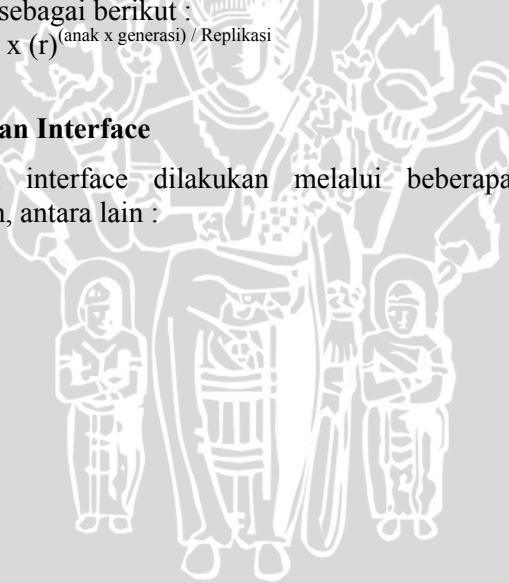 sebagai berikut :
x (r)^(anak x generasi) / Replikasi
an Interface
interface dilakukan melalui beberapa
n, antara lain :